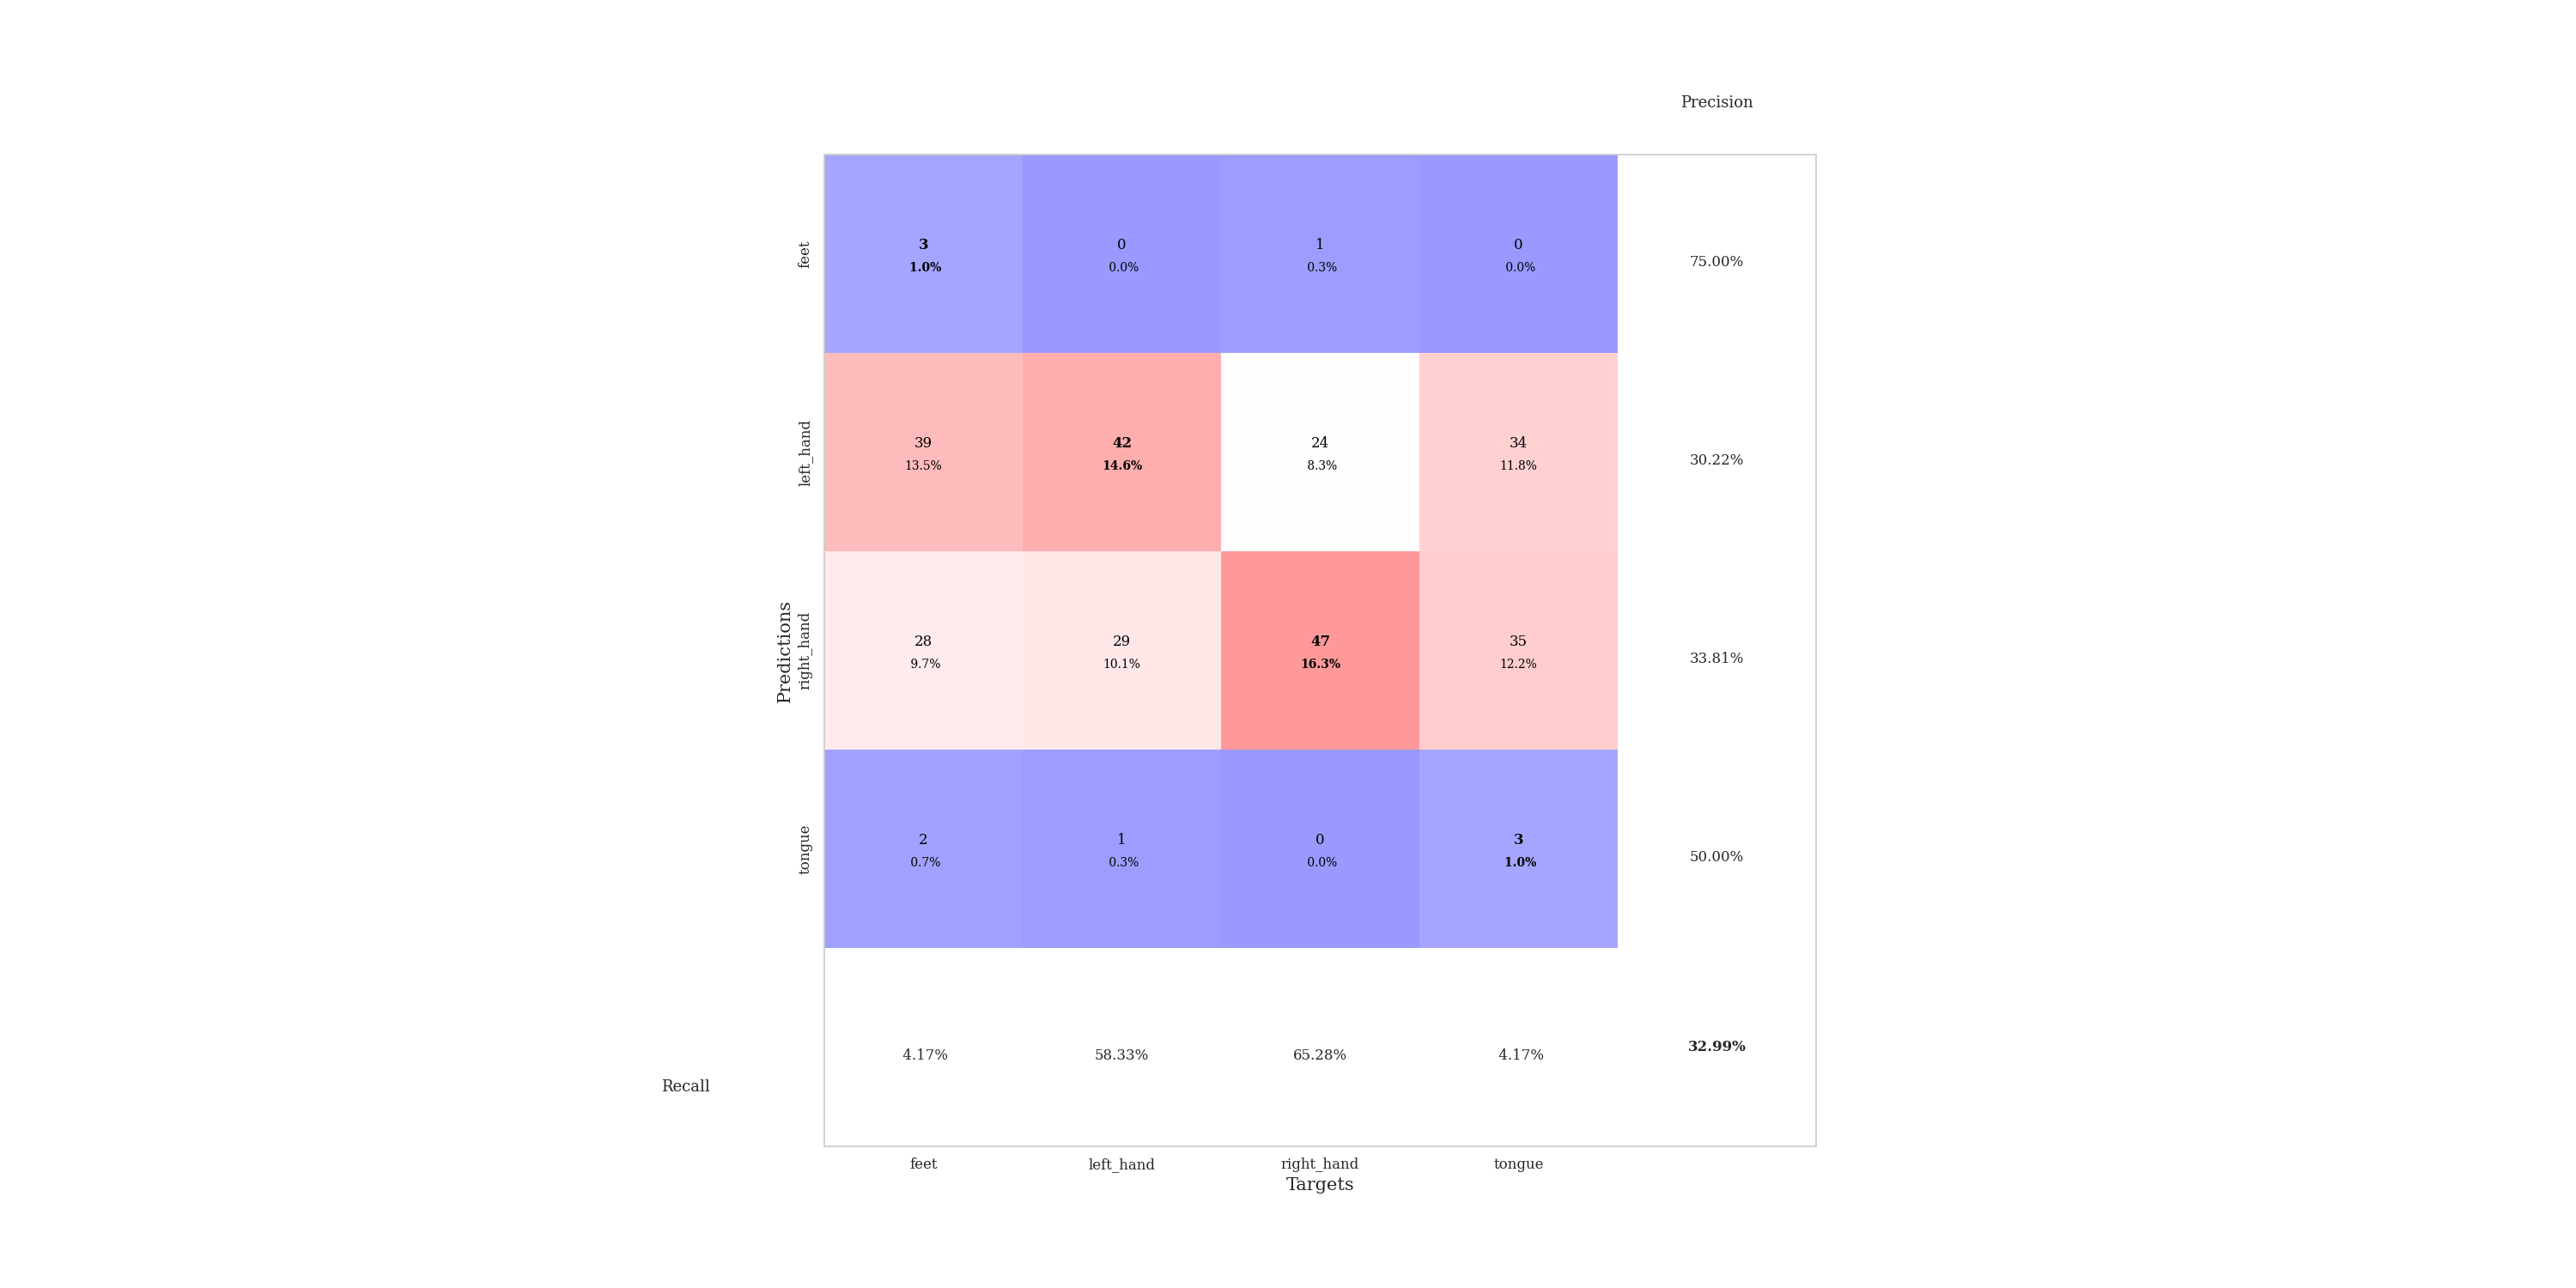 Precision
feet
3 0 1 0
1.0% 0.0% 0.3% 0.0%
75.00%
left_hand
39 42 24 34
13.5% 14.6% 8.3% 11.8%
30.22%
Predictions
right_hand
28 29 47 35
9.7% 10.1% 16.3% 12.2%
33.81%
tongue
2 1 0 3
0.7% 0.3% 0.0% 1.0%
50.00%
Recall
4.17% 58.33% 65.28% 4.17% 32.99%
feet left_hand right_hand tongue
Targets